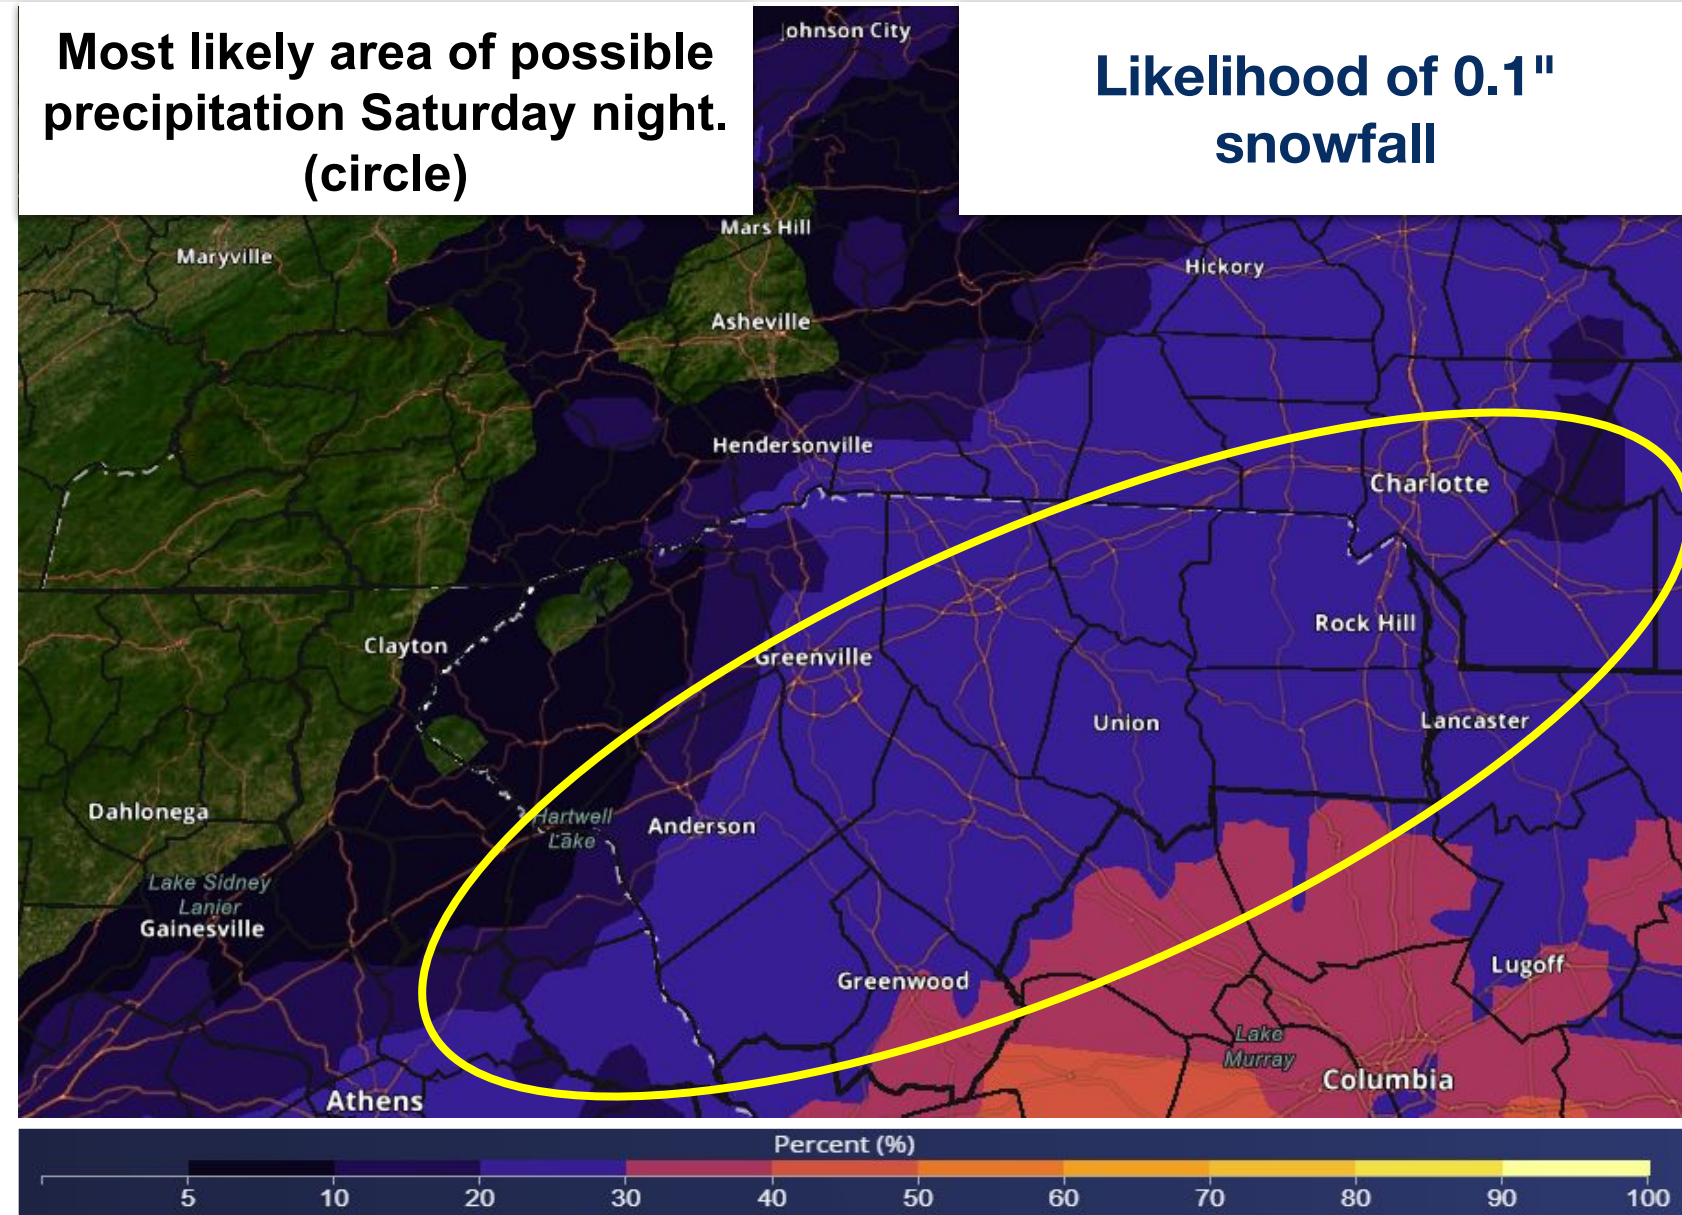 Most likely area of possible
precipitation Saturday night.
(circle)
Likelihood of 0.1"
snowfall
Johnson City
Mars Hill
Maryville
Hickory
Asheville
Hendersonville
Charlotte
Rock Hill
Clayton
Greenville
Union
Lancaster
Dahlonega
Hartwell
Lake
Anderson
Lake Sidney
Lanier
Gainesville
Greenwood
Lugoff
Lake
Murray
Columbia
Athens
Percent (%)
5 10 20 30 40 50 60 70 80 90 100